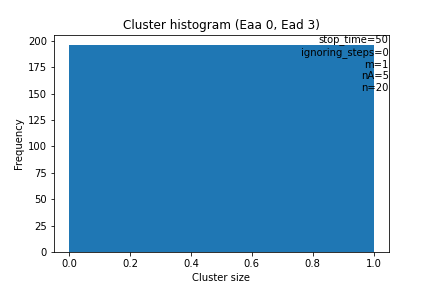 Cluster histogram (Eaa 0, Ead 3)
stop_time=50
ignoring_steps=0
m=1
nA=5
n=20
Frequency
200
175
150
125
100
75
50
25
0
0.0 0.2 0.4 0.6 0.8 1.0
Cluster size